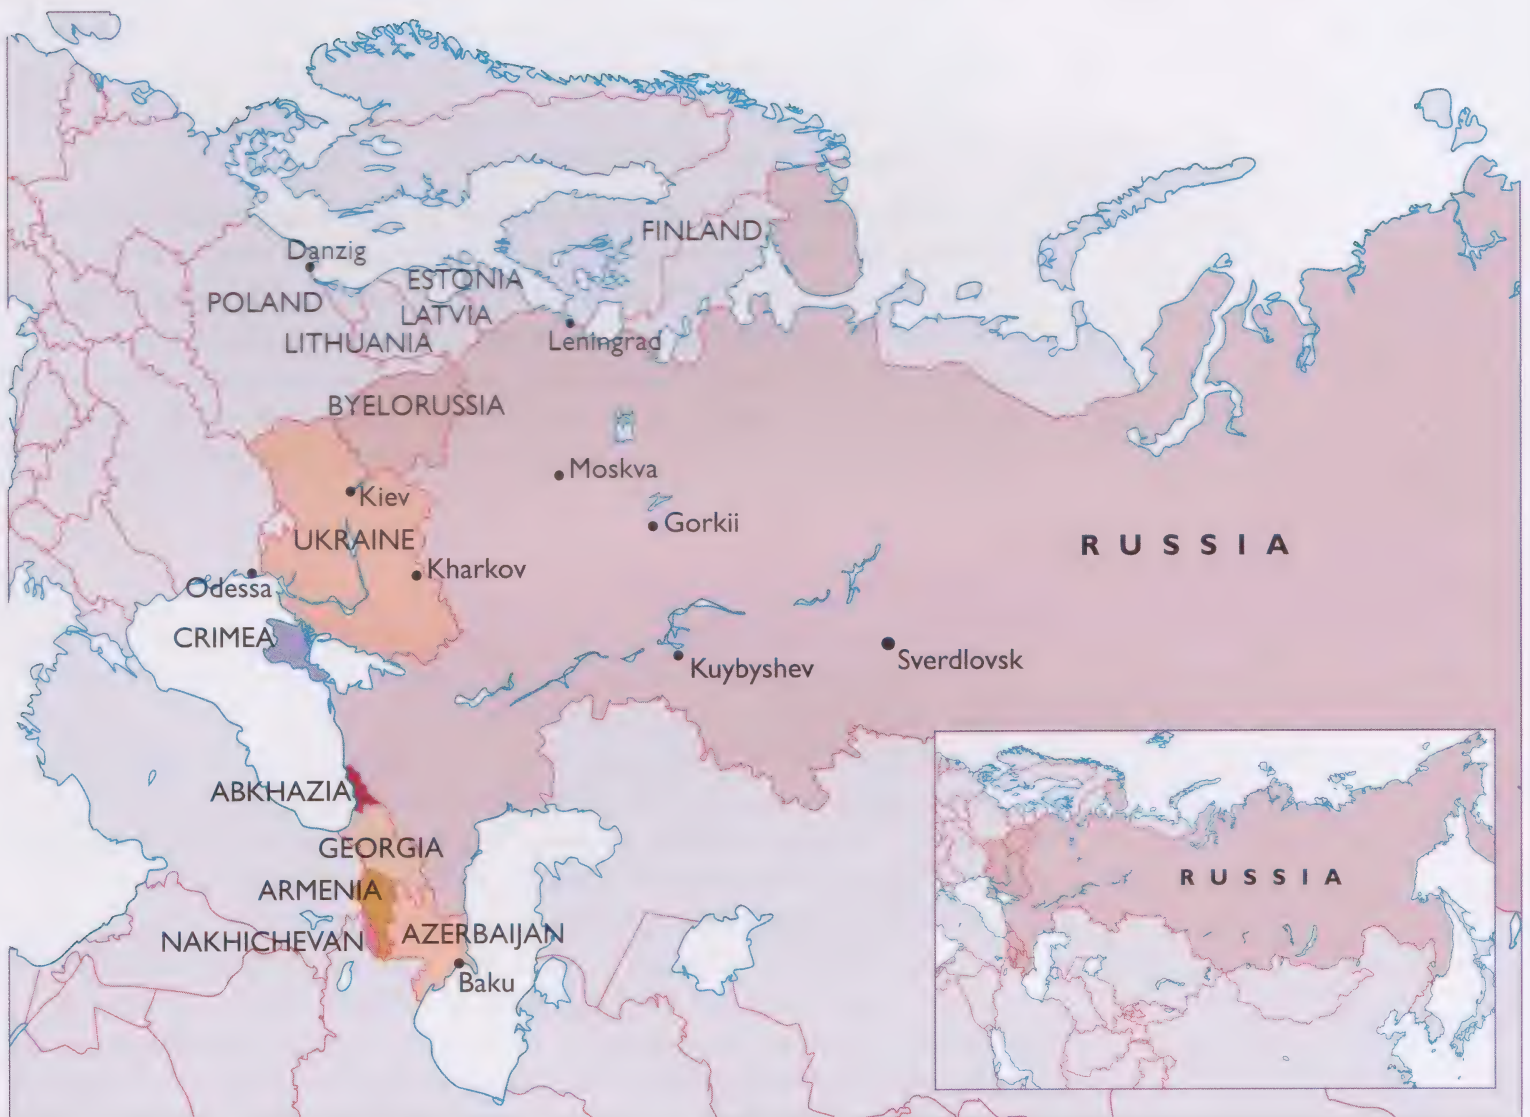 FINLAND
Danzig
ESTONIA
POLAND
LATVIA
LITHUANIA
Leningrad
BYELORUSSIA
Moskva
Kiev
Gorkii
UKRAINE
RUSSIA
Kharkov
Odessa
CRIMEA
Kuybyshev
Sverdlovsk
ABKHAZIA
GEORGIA
RUSSIA
ARMENIA
NAKHICHEVAN
AZERBAIJAN
Baku